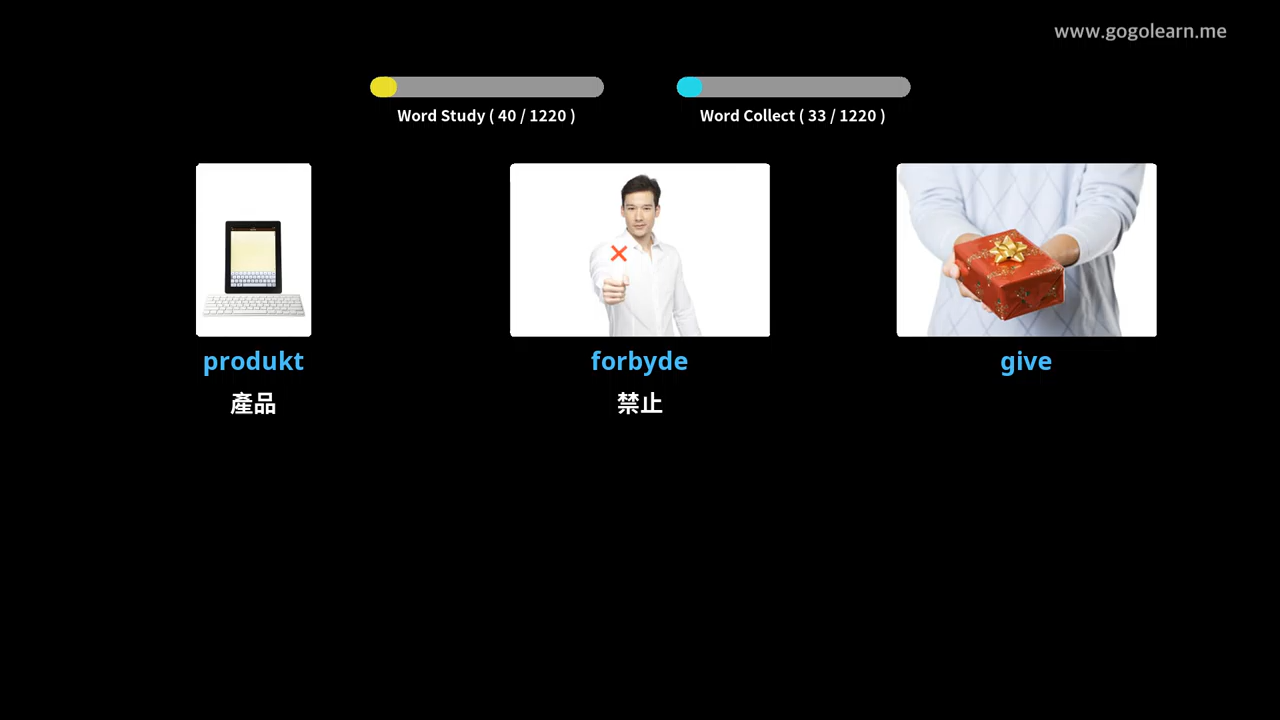 www.gogolearn.me
Word Study ( 40 / 1220 )
Word Collect ( 33 / 1220 )
produkt
forbyde
give
產品
禁止